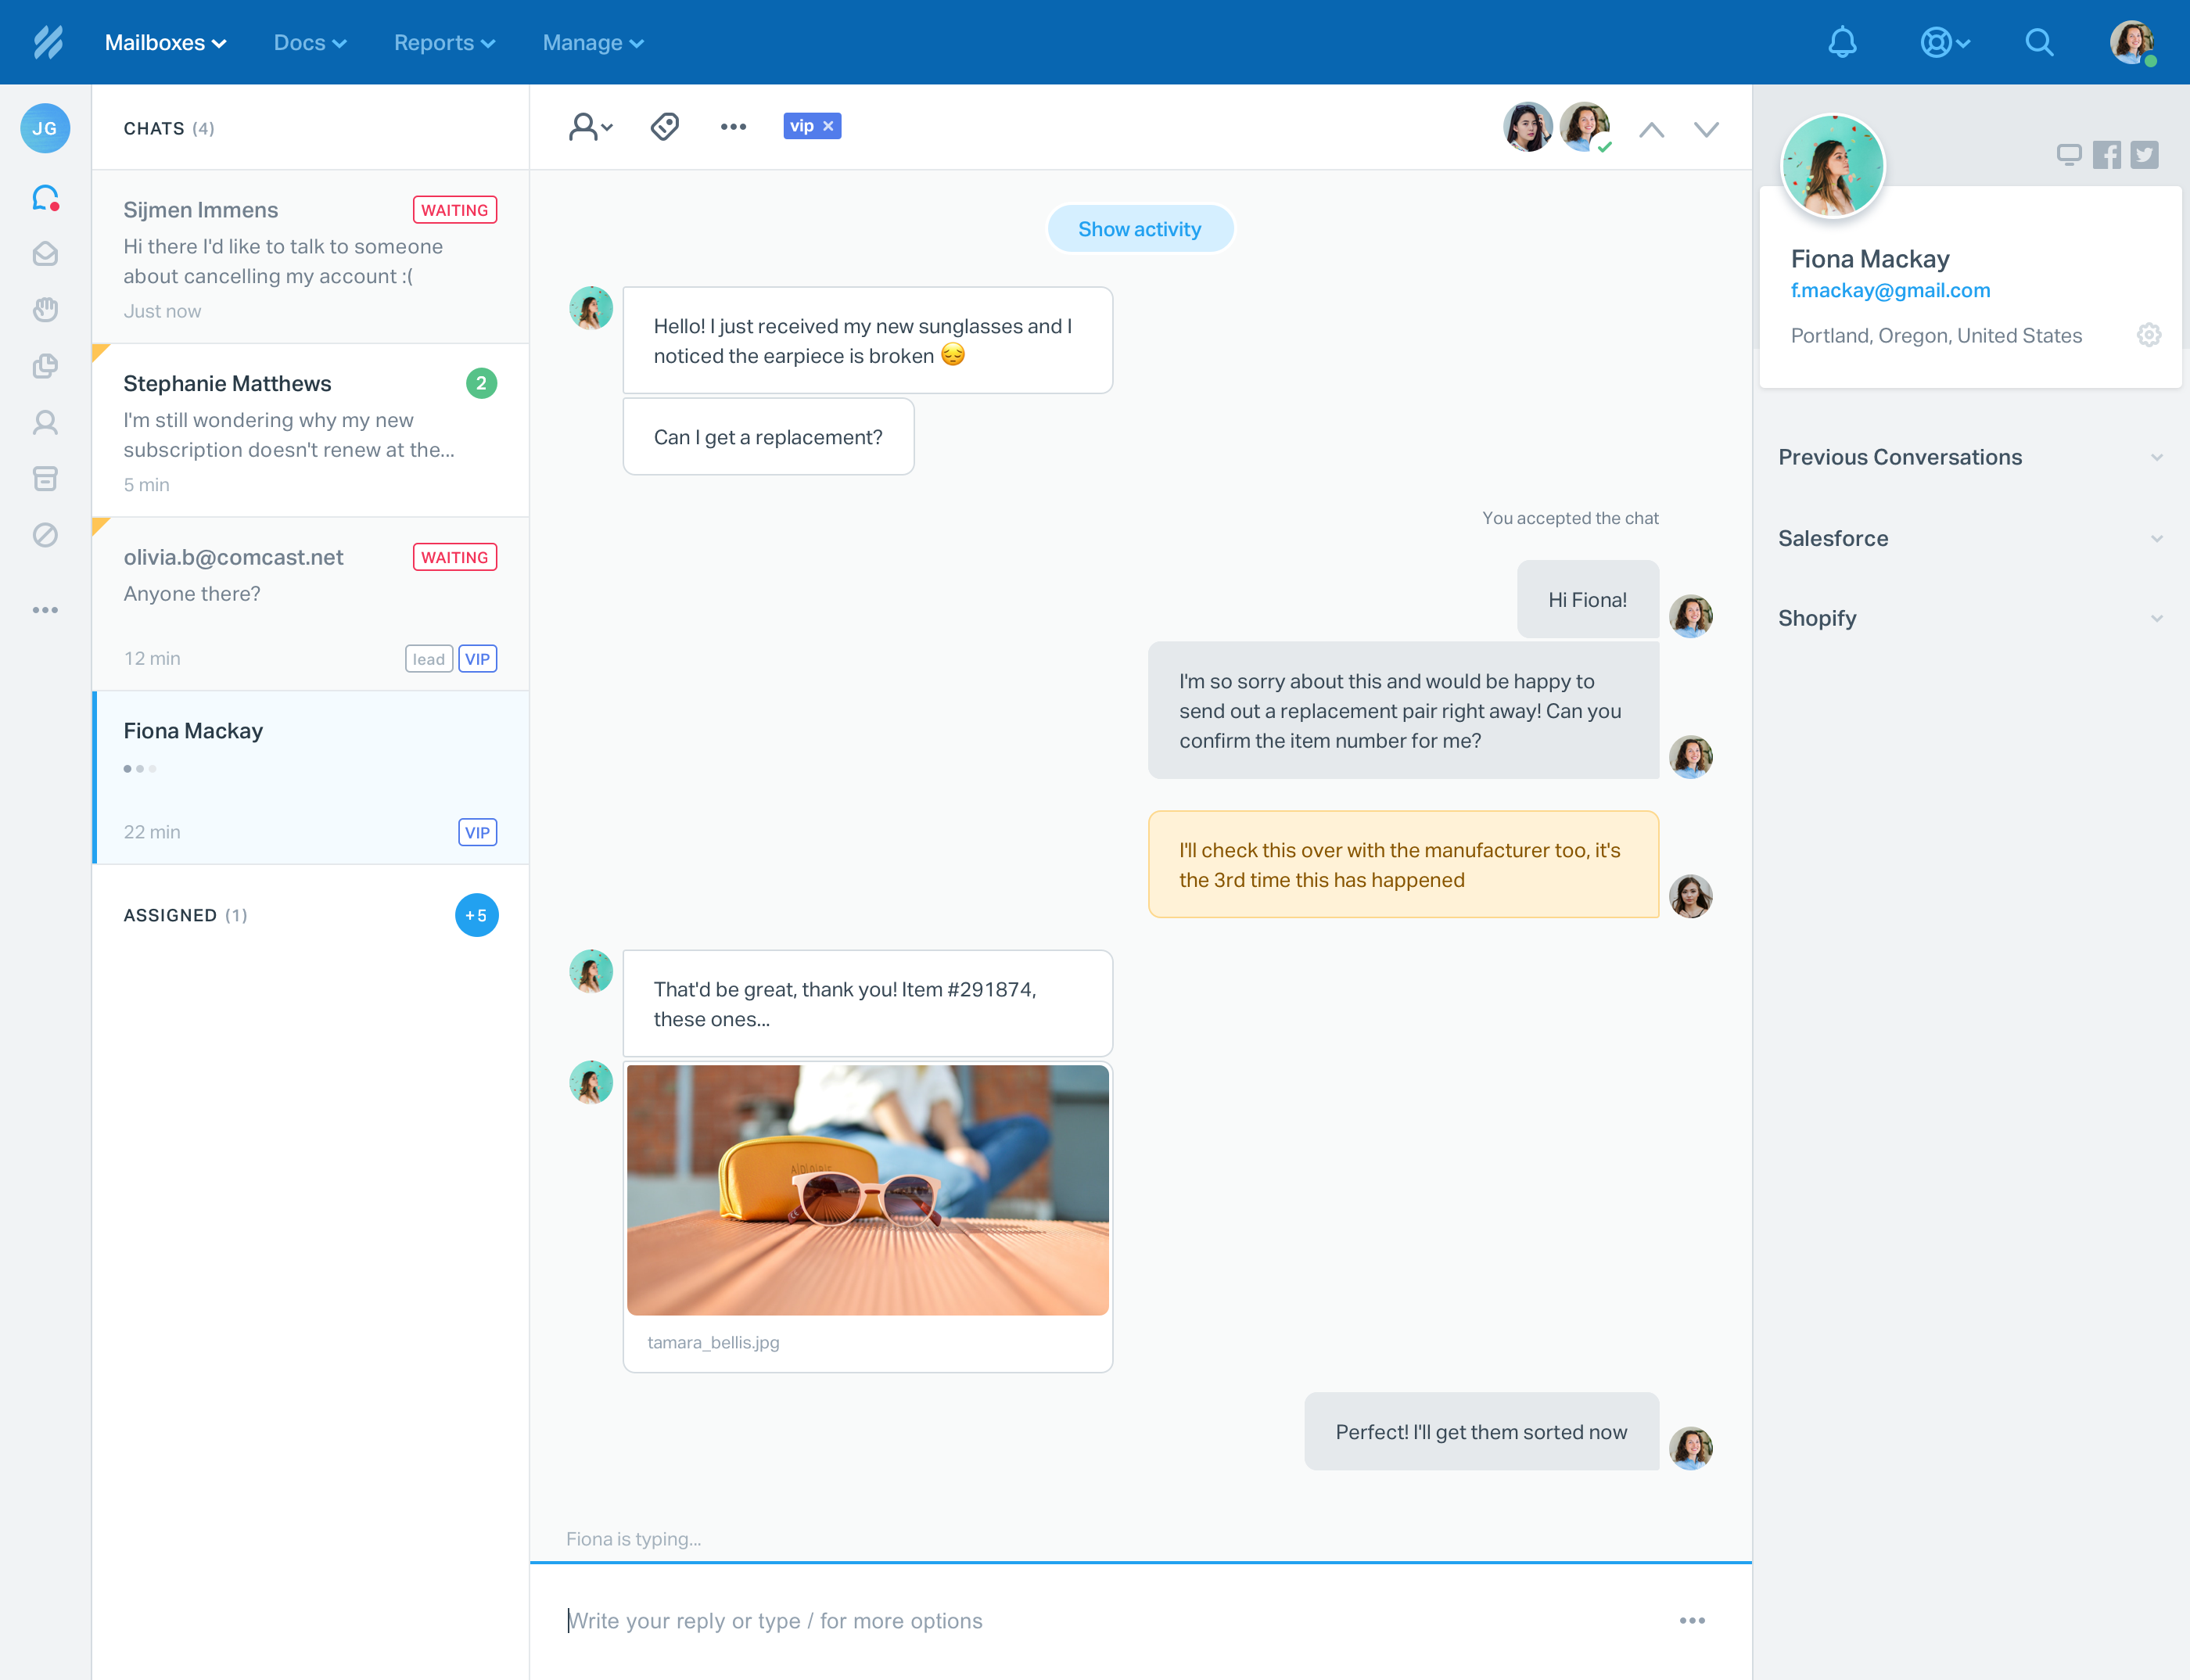 Mailboxes
Docs
Reports
Manage
JG
CHATS (4)
Sijmen Immens
WAITING
Hi there I'd like to talk to someone
about cancelling my account :(
Just now
Stephanie Matthews
2
I'm still wondering why my new
subscription doesn't renew at the...
5 min
olivia.b@comcast.net
WAITING
Anyone there?
12 min
lead
VIP
Fiona Mackay
22 min
VIP
ASSIGNED (1)
+5
vip ×
Show activity
Hello! I just received my new sunglasses and I
noticed the earpiece is broken 😔
Can I get a replacement?
You accepted the chat
Hi Fiona!
I'm so sorry about this and would be happy to
send out a replacement pair right away! Can you
confirm the item number for me?
I'll check this over with the manufacturer too, it's
the 3rd time this has happened
That'd be great, thank you! Item #291874,
these ones...
tamara_bellis.jpg
Perfect! I'll get them sorted now
Fiona is typing...
Write your reply or type / for more options
Fiona Mackay
f.mackay@gmail.com
Portland, Oregon, United States
Previous Conversations
Salesforce
Shopify